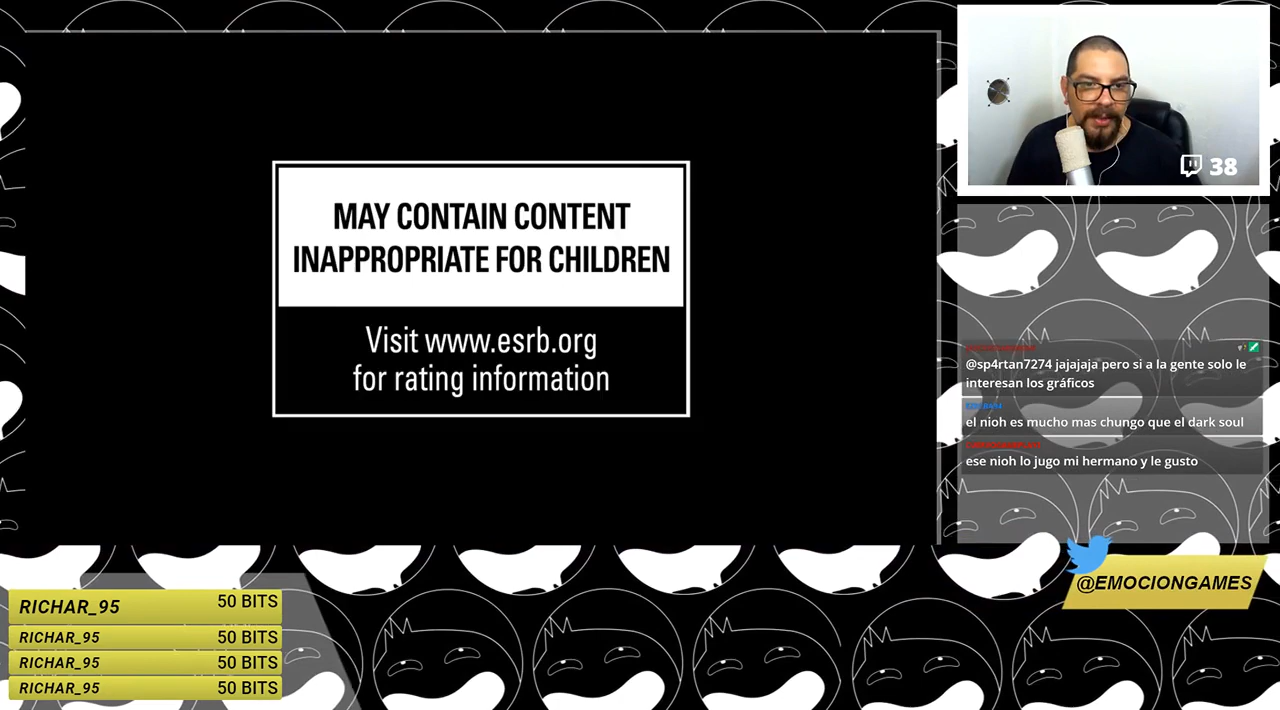 MAY CONTAIN CONTENT
INAPPROPRIATE FOR CHILDREN
Visit www.esrb.org
for rating information
38
@sp4rtan7274 jajajaja pero si a la gente solo le
interesan los gráficos
el nioh es mucho mas chungo que el dark soul
ese nioh lo jugo mi hermano y le gusto
@EMOCIONGAMES
RICHAR_95 50 BITS
RICHAR_95 50 BITS
RICHAR_95 50 BITS
RICHAR_95 50 BITS